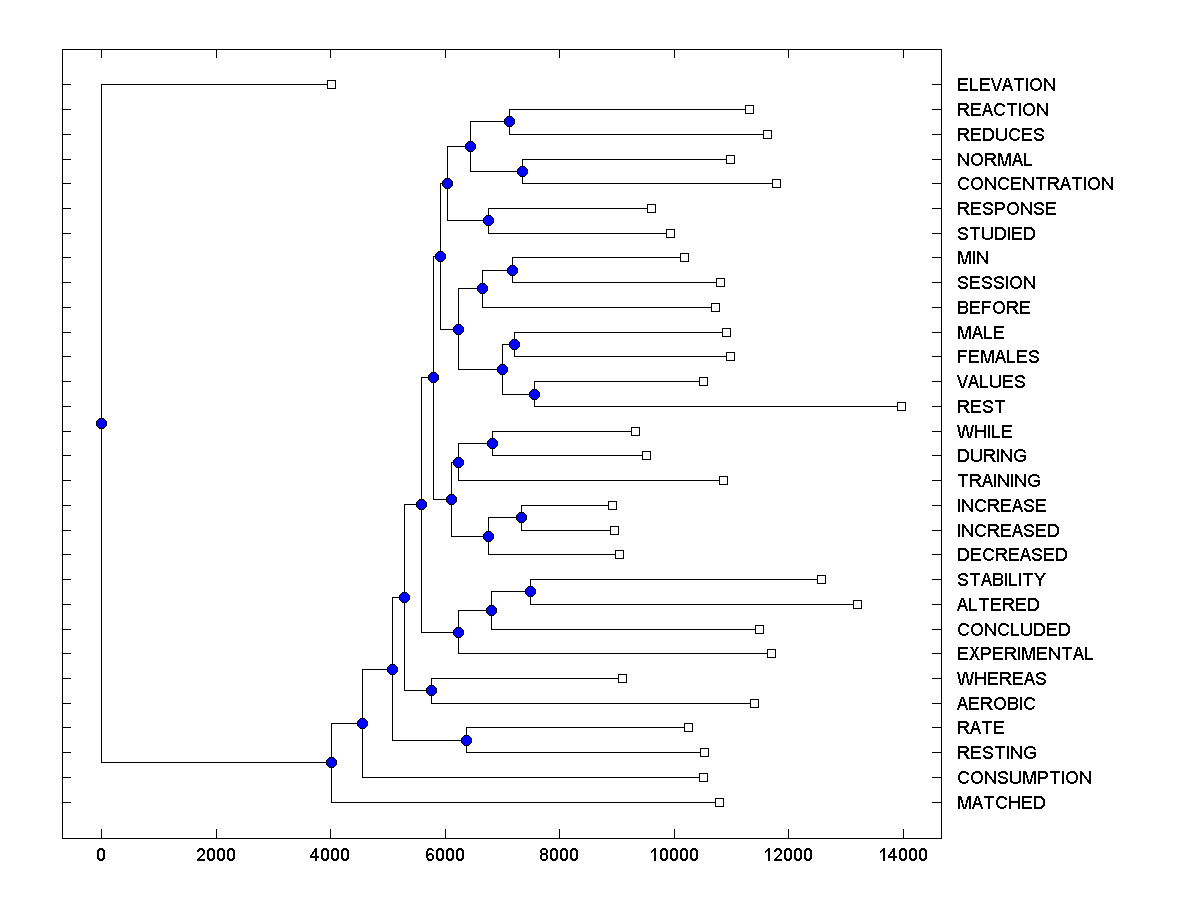 ELEVATION
REACTION
REDUCES
NORMAL
CONCENTRATION
RESPONSE
STUDIED
MIN
SESSION
BEFORE
MALE
FEMALES
VALUES
REST
WHILE
DURING
TRAINING
INCREASE
INCREASED
DECREASED
STABILITY
ALTERED
CONCLUDED
EXPERIMENTAL
WHEREAS
AEROBIC
RATE
RESTING
CONSUMPTION
MATCHED
0 2000 4000 6000 8000 10000 12000 14000